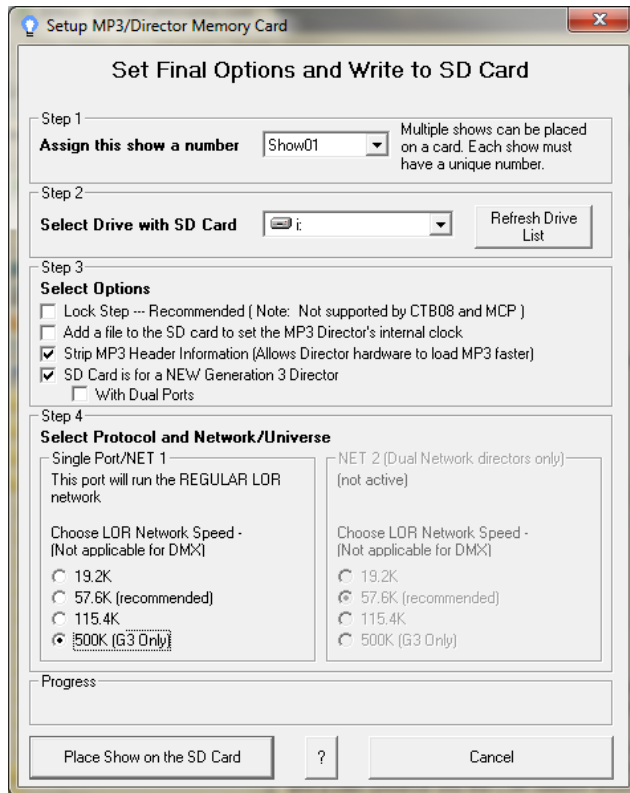 Setup MP3/Director Memory Card
Set Final Options and Write to SD Card
Step 1
Assign this show a number
Show01
Multiple shows can be placed
on a card. Each show must
have a unique number.
Step 2
Select Drive with SD Card
i:
Refresh Drive
List
Step 3
Select Options
Lock Step --- Recommended ( Note: Not supported by CTB08 and MCP )
Add a file to the SD card to set the MP3 Director's internal clock
Strip MP3 Header Information (Allows Director hardware to load MP3 faster)
SD Card is for a NEW Generation 3 Director
With Dual Ports
Step 4
Select Protocol and Network/Universe
Single Port/NET 1
This port will run the REGULAR LOR
network
Choose LOR Network Speed -
(Not applicable for DMX)
19.2K
57.6K (recommended)
115.4K
500K (G3 Only)
NET 2 (Dual Network directors only)
(not active)
Choose LOR Network Speed -
(Not applicable for DMX)
19.2K
57.6K (recommended)
115.4K
500K (G3 Only)
Progress
Place Show on the SD Card
?
Cancel